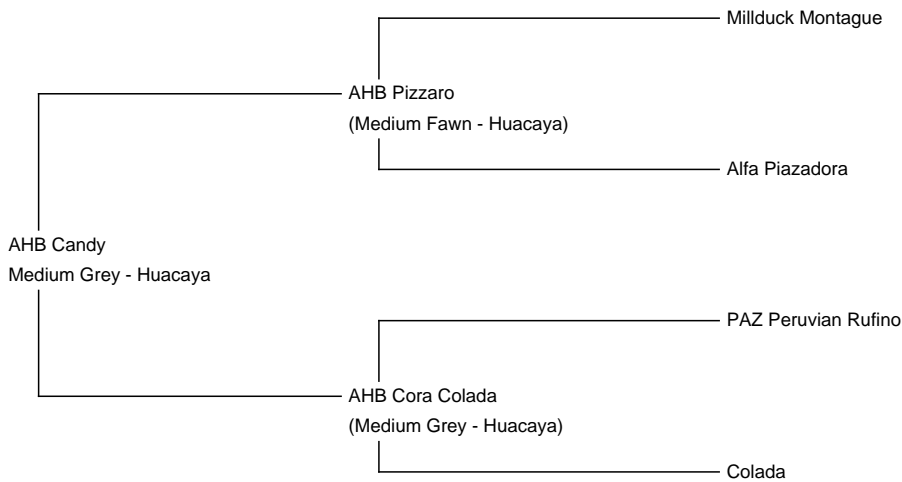 Millduck Montague
AHB Pizzaro
(Medium Fawn - Huacaya)
Alfa Piazadora
AHB Candy
Medium Grey - Huacaya
PAZ Peruvian Rufino
AHB Cora Colada
(Medium Grey - Huacaya)
Colada